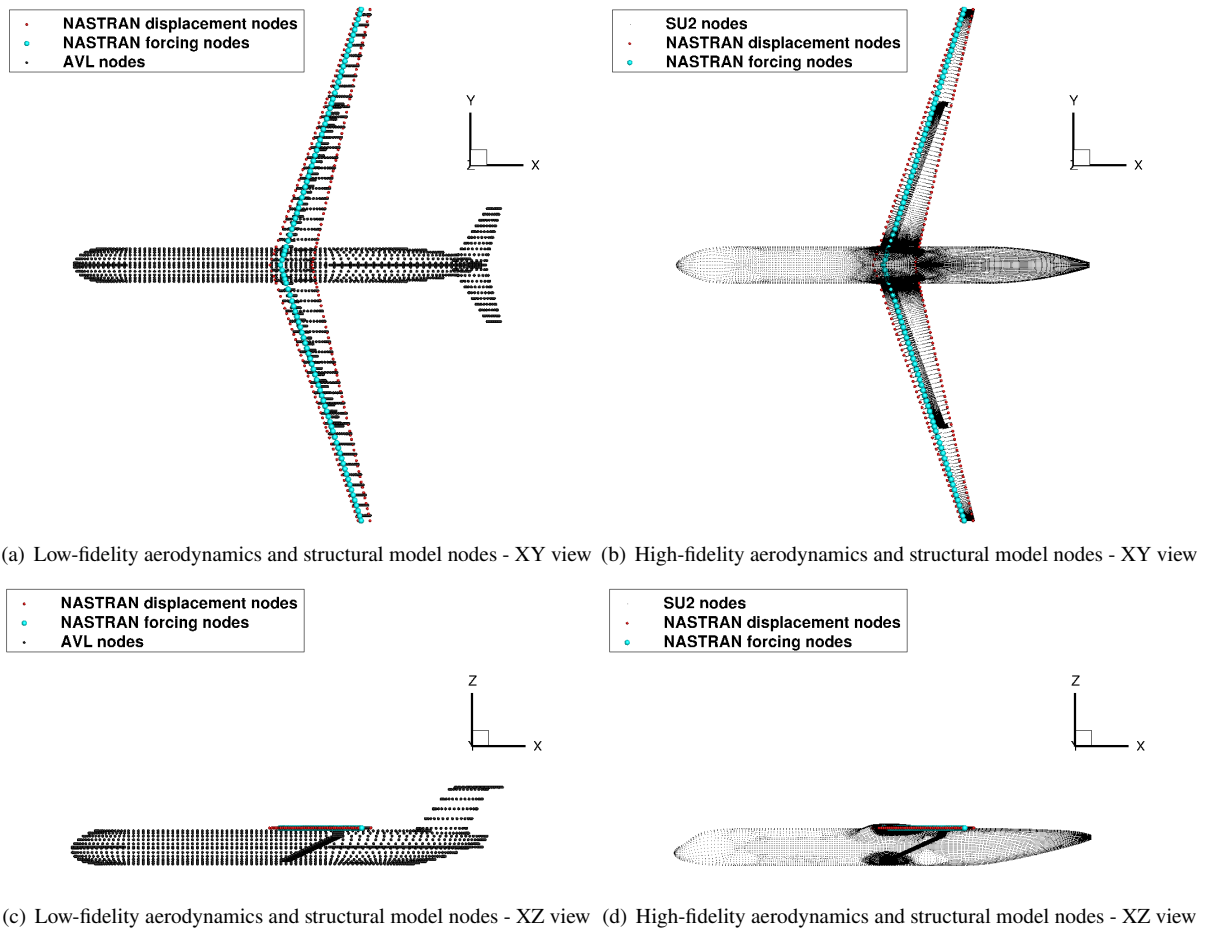 NASTRAN displacement nodes
NASTRAN forcing nodes
AVL nodes
Y
X
Z
SU2 nodes
NASTRAN displacement nodes
NASTRAN forcing nodes
Y
X
Z
(a) Low-fidelity aerodynamics and structural model nodes - XY view
(b) High-fidelity aerodynamics and structural model nodes - XY view
NASTRAN displacement nodes
NASTRAN forcing nodes
AVL nodes
Z
X
Y
SU2 nodes
NASTRAN displacement nodes
NASTRAN forcing nodes
Z
X
Y
(c) Low-fidelity aerodynamics and structural model nodes - XZ view
(d) High-fidelity aerodynamics and structural model nodes - XZ view